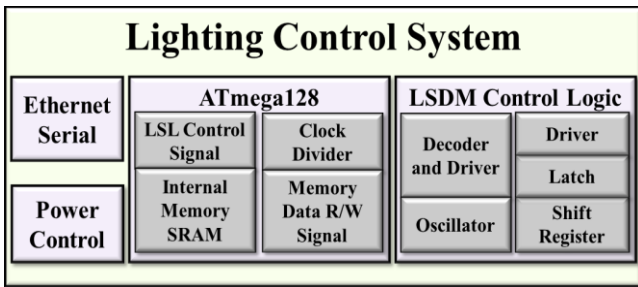 Lighting Control System
Ethernet
Serial
Power
Control
ATmega128
LSL Control
Signal
Clock
Divider
Internal
Memory
SRAM
Memory
Data R/W
Signal
LSDM Control Logic
Decoder
and Driver
Oscillator
Driver
Latch
Shift
Register